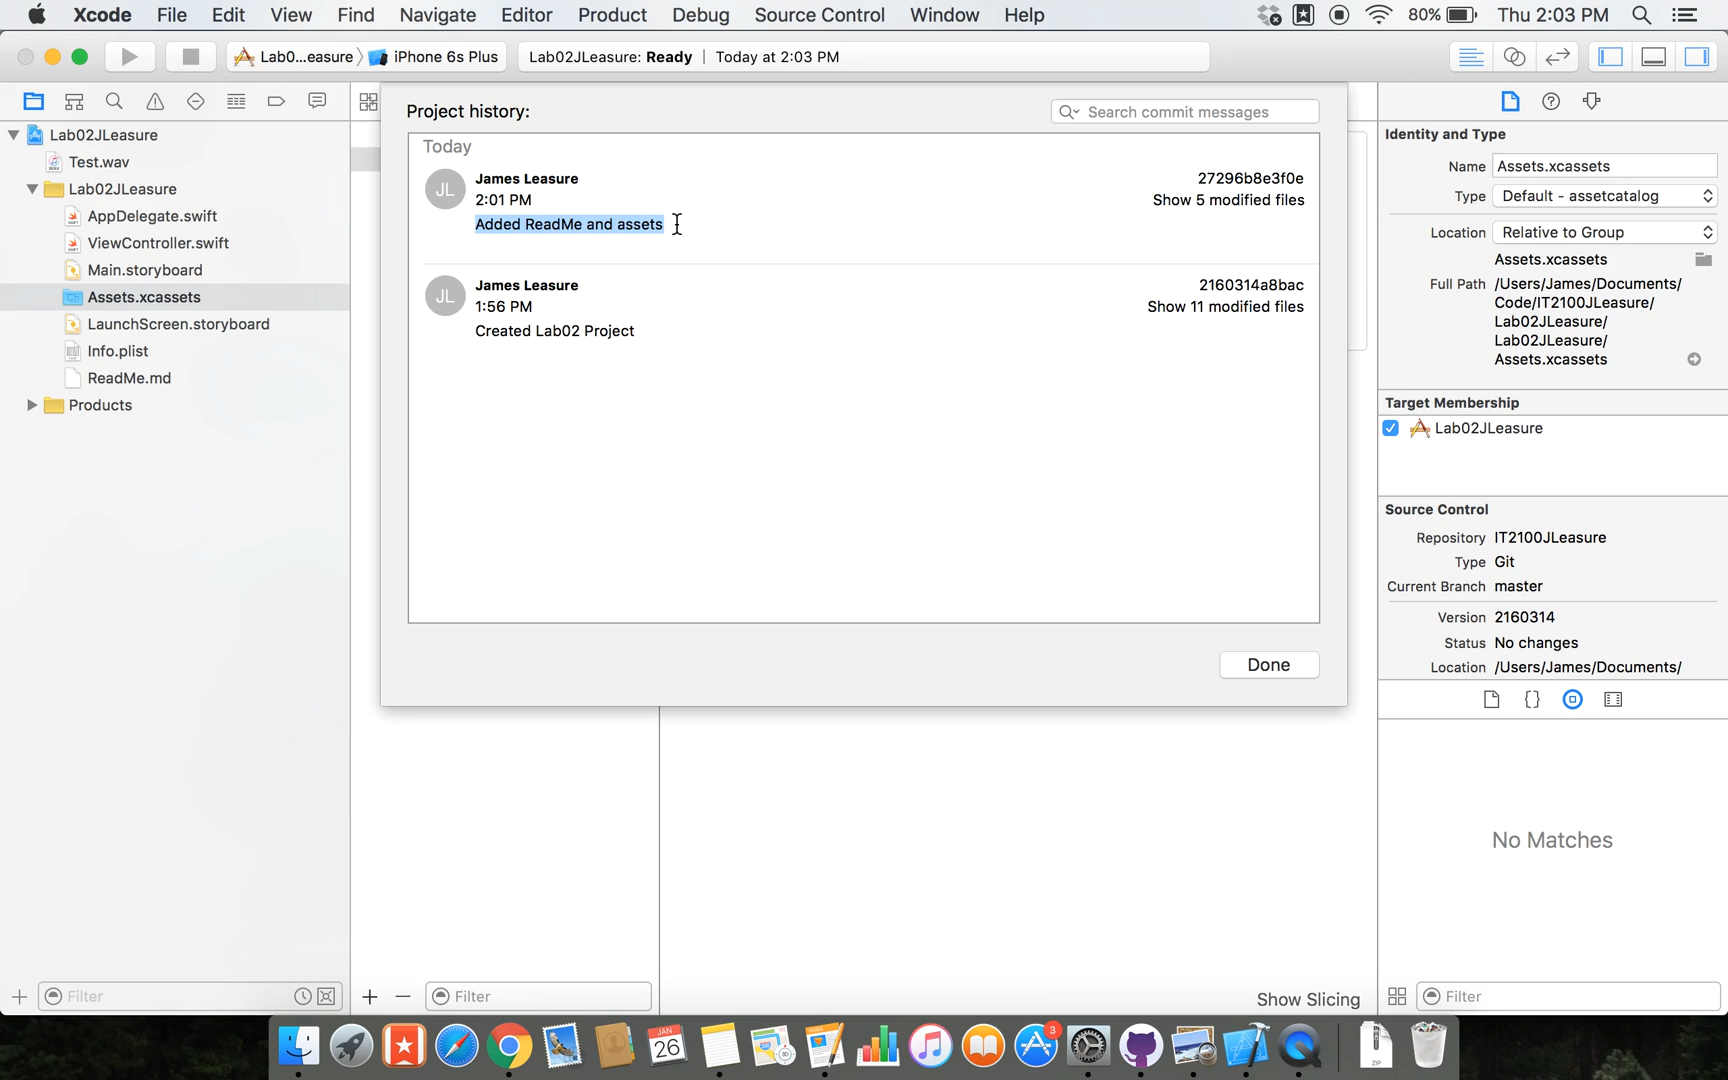 Xcode File Edit View Find Navigate Editor Product Debug Source Control Window Help 80% Thu 2:03 PM
Lab0...easure iPhone 6s Plus Lab02JLeasure: Ready | Today at 2:03 PM
Lab02JLeasure
Test.wav
Lab02JLeasure
AppDelegate.swift
ViewController.swift
Main.storyboard
Assets.xcassets
LaunchScreen.storyboard
Info.plist
ReadMe.md
Products
Filter
Project history:
Search commit messages
Today
JL
James Leasure
27296b8e3f0e
2:01 PM
Show 5 modified files
Added ReadMe and assets
JL
James Leasure
2160314a8bac
1:56 PM
Show 11 modified files
Created Lab02 Project
Done
Filter
Show Slicing
Identity and Type
Name Assets.xcassets
Type Default - assetcatalog
Location Relative to Group
Assets.xcassets
Full Path /Users/James/Documents/
Code/IT2100JLeasure/
Lab02JLeasure/
Lab02JLeasure/
Assets.xcassets
Target Membership
Lab02JLeasure
Source Control
Repository IT2100JLeasure
Type Git
Current Branch master
Version 2160314
Status No changes
Location /Users/James/Documents/
{}
No Matches
Filter
JAN
26
3
ZIP